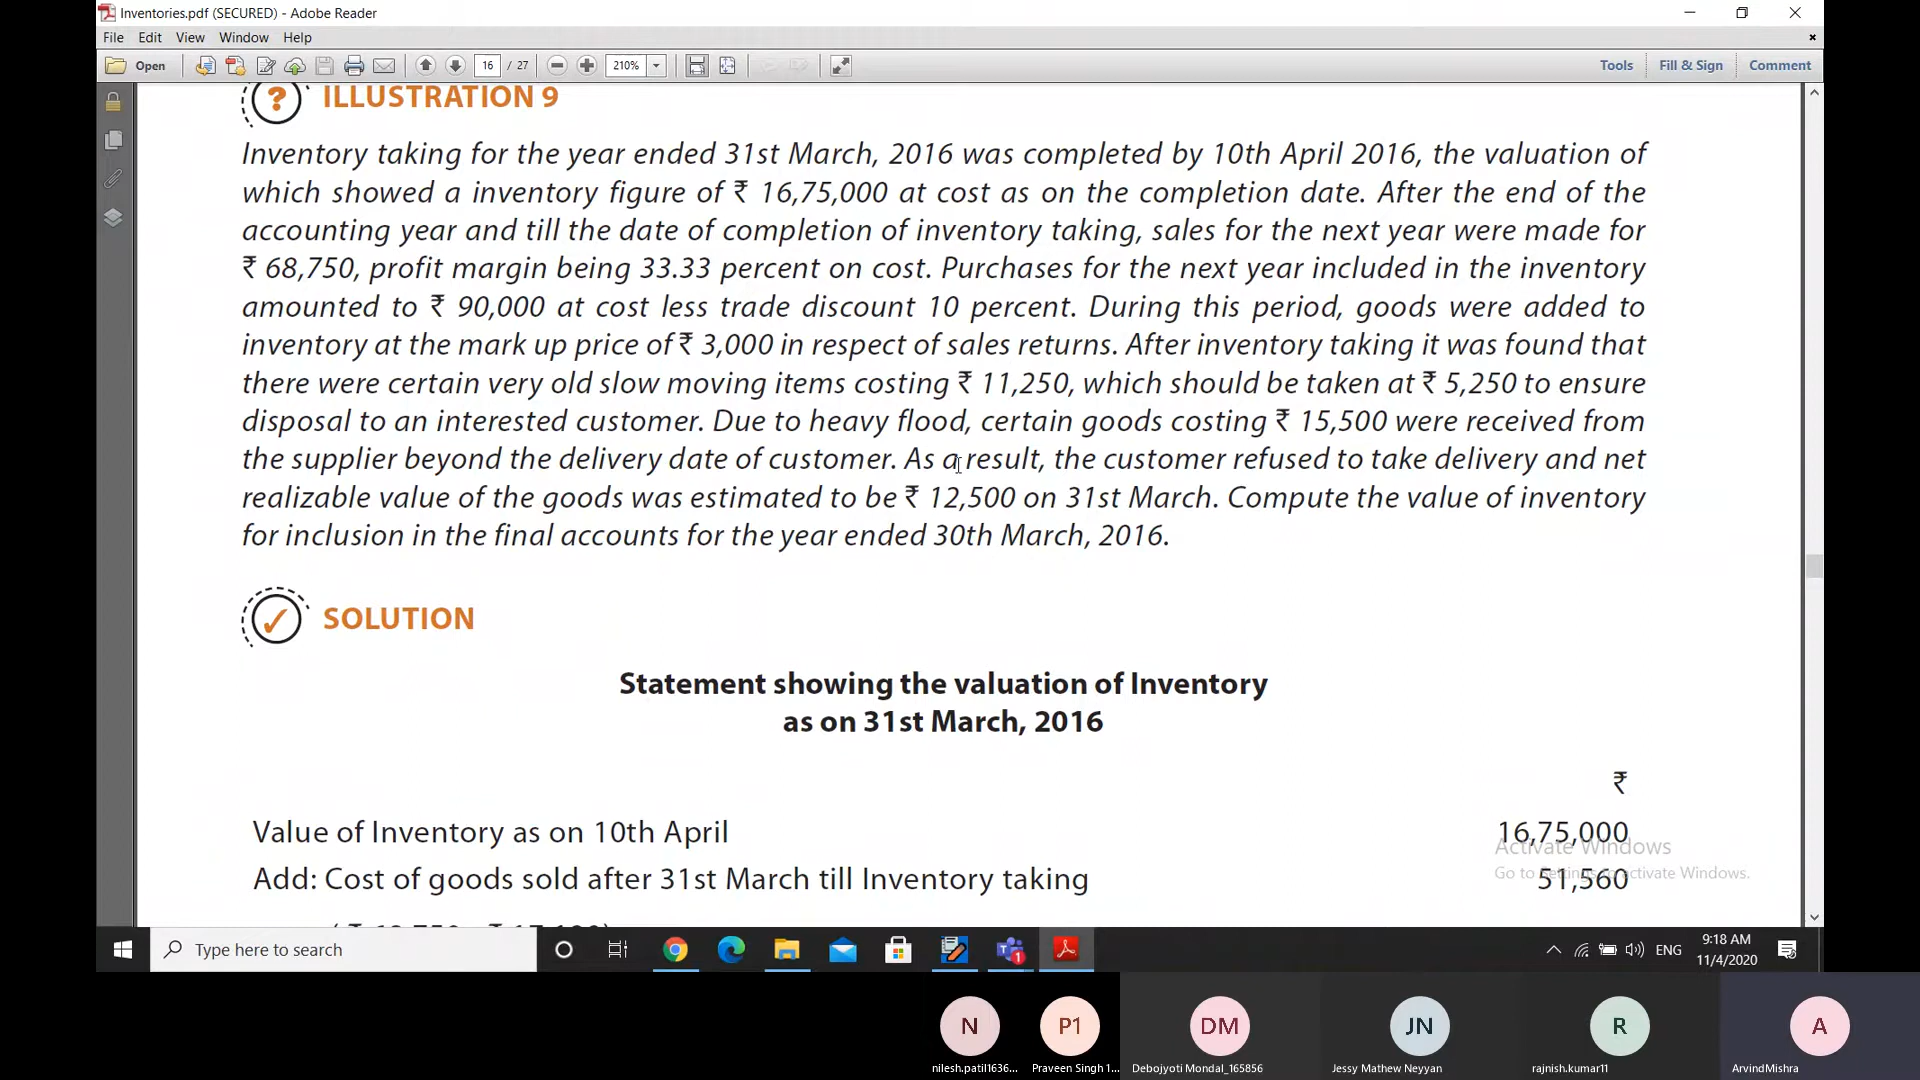 Inventories.pdf (SECURED) - Adobe Reader
File Edit View Window Help
Open 16 / 27 210% Tools Fill & Sign Comment
ILLUSTRATION 9
Inventory taking for the year ended 31st March, 2016 was completed by 10th April 2016, the valuation of
which showed a inventory figure of ₹ 16,75,000 at cost as on the completion date. After the end of the
accounting year and till the date of completion of inventory taking, sales for the next year were made for
₹ 68,750, profit margin being 33.33 percent on cost. Purchases for the next year included in the inventory
amounted to ₹ 90,000 at cost less trade discount 10 percent. During this period, goods were added to
inventory at the mark up price of ₹ 3,000 in respect of sales returns. After inventory taking it was found that
there were certain very old slow moving items costing ₹ 11,250, which should be taken at ₹ 5,250 to ensure
disposal to an interested customer. Due to heavy flood, certain goods costing ₹ 15,500 were received from
the supplier beyond the delivery date of customer. As a result, the customer refused to take delivery and net
realizable value of the goods was estimated to be ₹ 12,500 on 31st March. Compute the value of inventory
for inclusion in the final accounts for the year ended 30th March, 2016.
SOLUTION
Statement showing the valuation of Inventory
as on 31st March, 2016
₹
Value of Inventory as on 10th April 16,75,000
Activate Windows
Go to Settings to activate Windows.
Add: Cost of goods sold after 31st March till Inventory taking 51,560
Type here to search
1
ENG
9:18 AM
11/4/2020
N P1 DM JN R A
nilesh.patil1636... Praveen Singh 1... Debojyoti Mondal_165856 Jessy Mathew Neyyan rajnish.kumar11 ArvindMishra